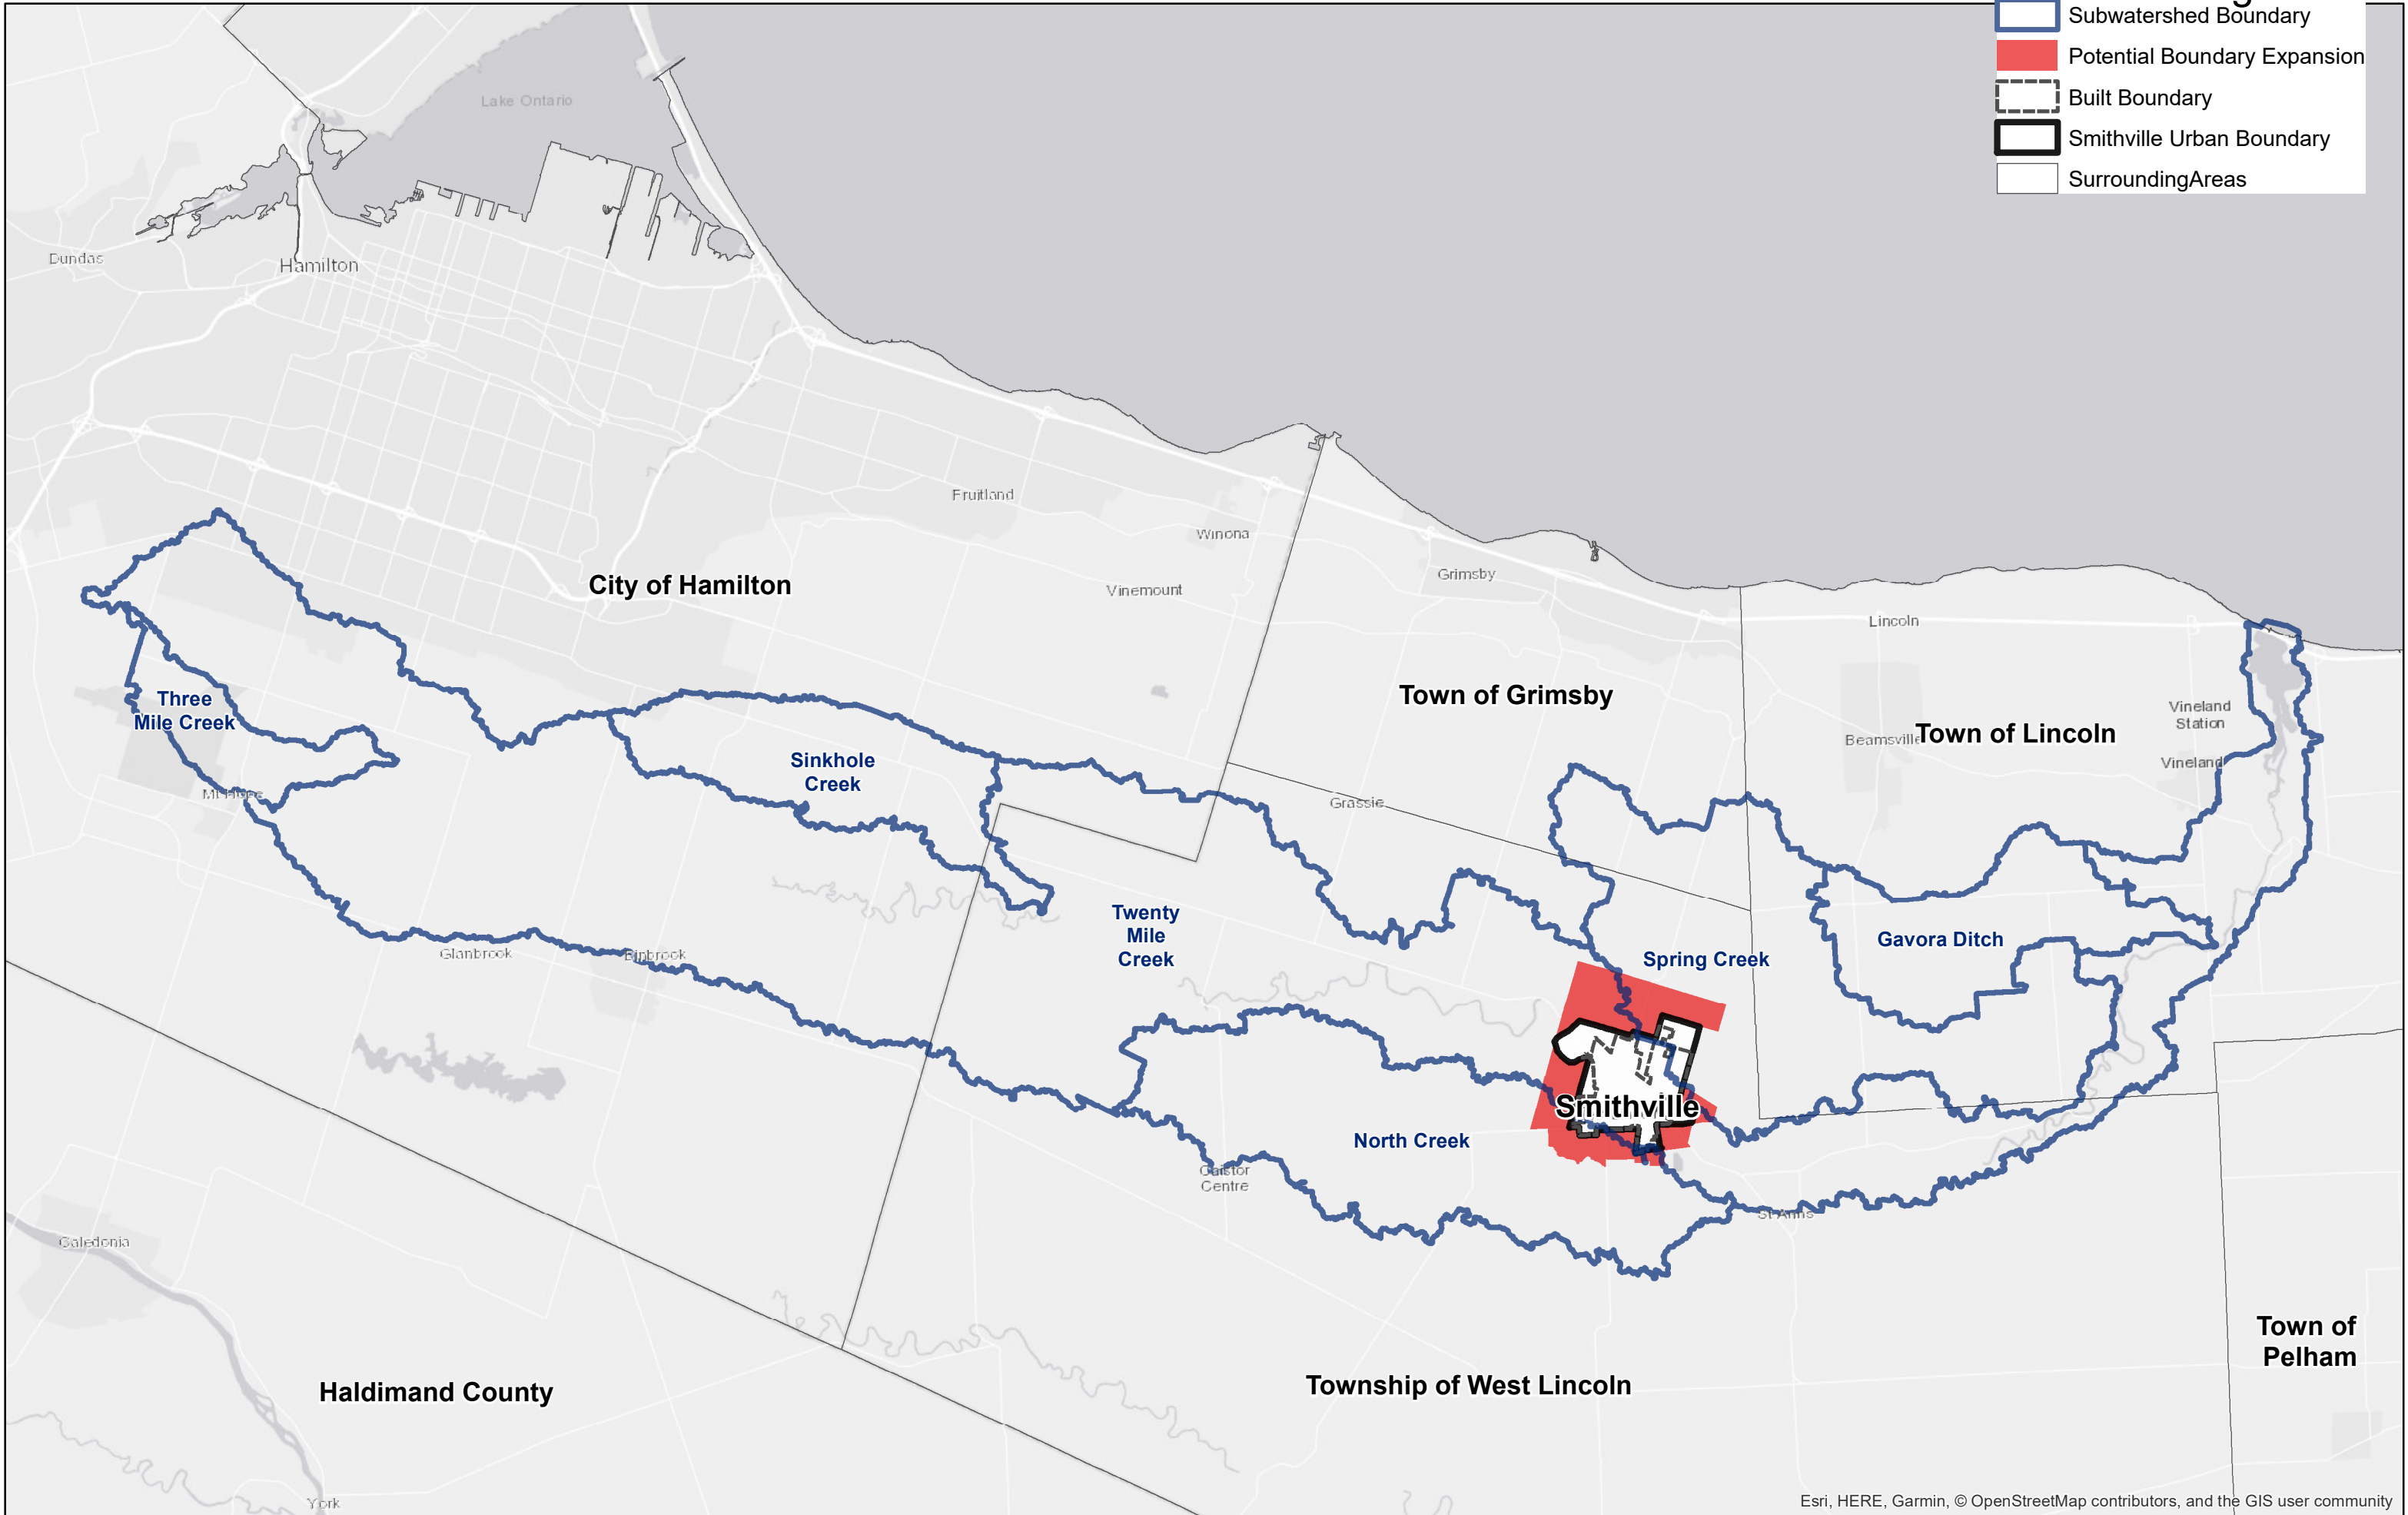 Subwatershed Boundary
Potential Boundary Expansion
Built Boundary
Smithville Urban Boundary
SurroundingAreas
Lake Ontario
Dundas
Hamilton
Fruitland
Winona
City of Hamilton
Vinemount
Grimsby
Lincoln
Town of Grimsby
Three
Mile Creek
Vineland
Station
Town of Lincoln
Beamsville
Vineland
Sinkhole
Creek
Mt Hope
Grassie
Twenty
Mile
Creek
Gavora Ditch
Glanbrook
Binbrook
Spring Creek
Smithville
North Creek
Caistor
Centre
St Anns
Caledonia
Town of
Pelham
Haldimand County
Township of West Lincoln
York
Esri, HERE, Garmin, © OpenStreetMap contributors, and the GIS user community